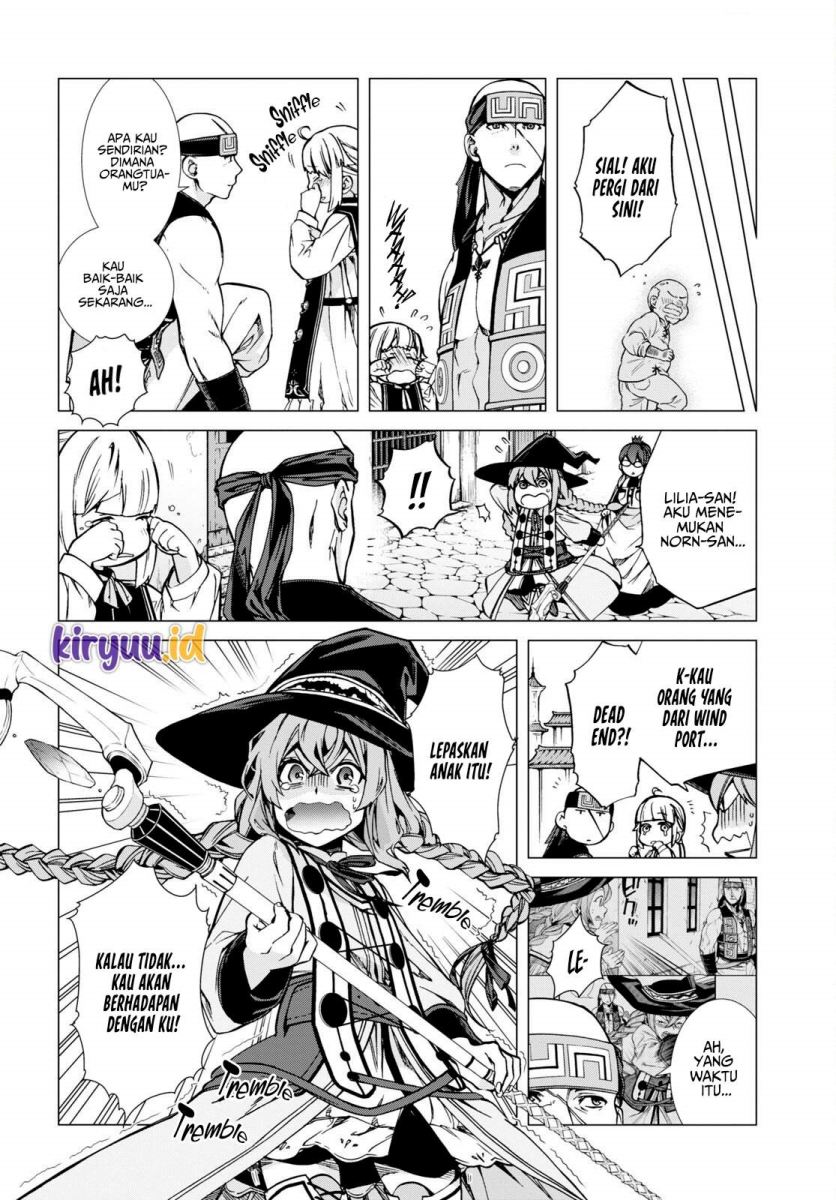 SIAL! AKU
PERGI DARI
SINI!
Sniffle
Sniffle
APA KAU
SENDIRIAN?
DIMANA
ORANGTUA-
MU?
KAU
BAIK-BAIK
SAJA
SEKARANG...
AH!
LILIA-SAN!
AKU MENE-
MUKAN
NORN-SAN...
!!
kiryuu.id
K-KAU
ORANG YANG
DARI WIND
PORT...
DEAD
END?!
LE-
AH,
YANG
WAKTU
ITU...
LEPASKAN
ANAK ITU!
Tremble
KALAU TIDAK...
KAU AKAN
BERHADAPAN
DENGAN KU!
Tremble
Tremble